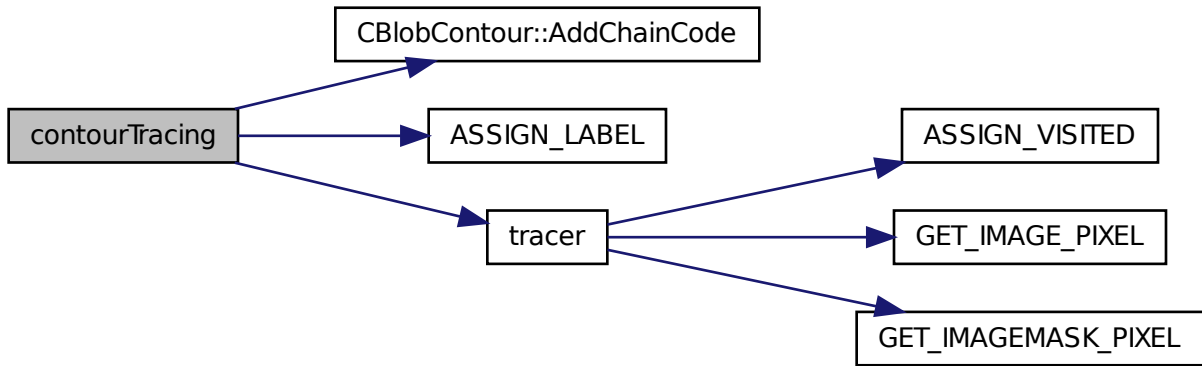 CBlobContour::AddChainCode
contourTracing
ASSIGN_LABEL
ASSIGN_VISITED
tracer
GET_IMAGE_PIXEL
GET_IMAGEMASK_PIXEL